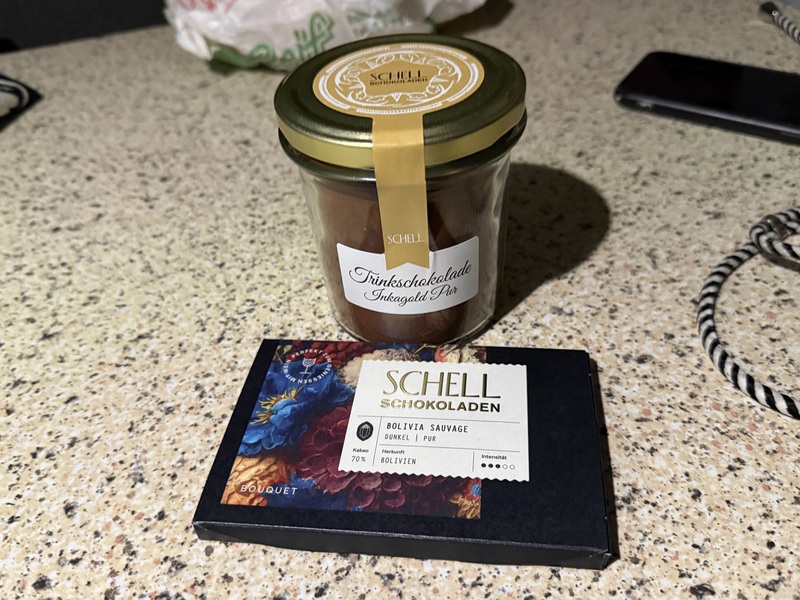 SCHELL
SCHOKOLADEN
SCHELL
Trinkschokolade
Inkagold Pur
SCHELL
SCHOKOLADEN
BOLIVIA SAUVAGE
DUNKEL | PUR
Kakao
70%
Herkunft
BOLIVIEN
Intensität
BOUQUET